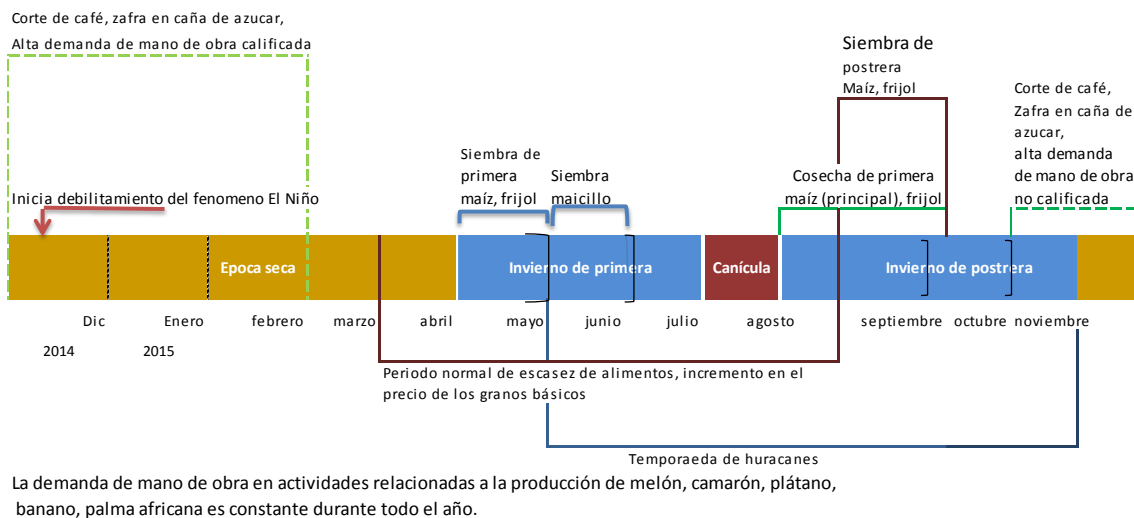 Corte de café, zafra en caña de azucar,
Alta demanda de mano de obra calificada
Siembra de
postrera
Maíz, frijol
Corte de café,
Zafra en caña de
azucar,
alta demanda
de mano de obra
no calificada
Siembra de
primera
maíz, frijol
Siembra
maicillo
Cosecha de primera
maíz (principal), frijol
Inicia debilitamiento del fenomeno El Niño
Epoca seca
Invierno de primera
Canícula
Invierno de postrera
Dic
Enero
febrero
marzo
abril
mayo
junio
julio
agosto
septiembre
octubre
noviembre
2014
2015
Periodo normal de escasez de alimentos, incremento en el
precio de los granos básicos
Temporaeda de huracanes
La demanda de mano de obra en actividades relacionadas a la producción de melón, camarón, plátano,
banano, palma africana es constante durante todo el año.